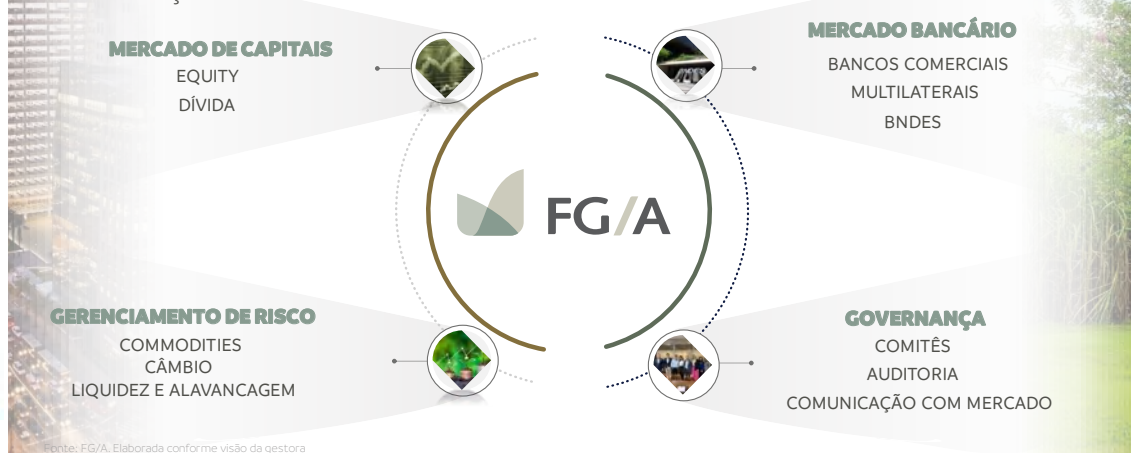 MERCADO DE CAPITAIS
EQUITY
DÍVIDA
MERCADO BANCÁRIO
BANCOS COMERCIAIS
MULTILATERAIS
BNDES
FG/A
GERENCIAMENTO DE RISCO
COMMODITIES
CÂMBIO
LIQUIDEZ E ALAVANCAGEM
GOVERNANÇA
COMITÊS
AUDITORIA
COMUNICAÇÃO COM MERCADO
Fonte: FG/A. Elaborada conforme visão da gestora